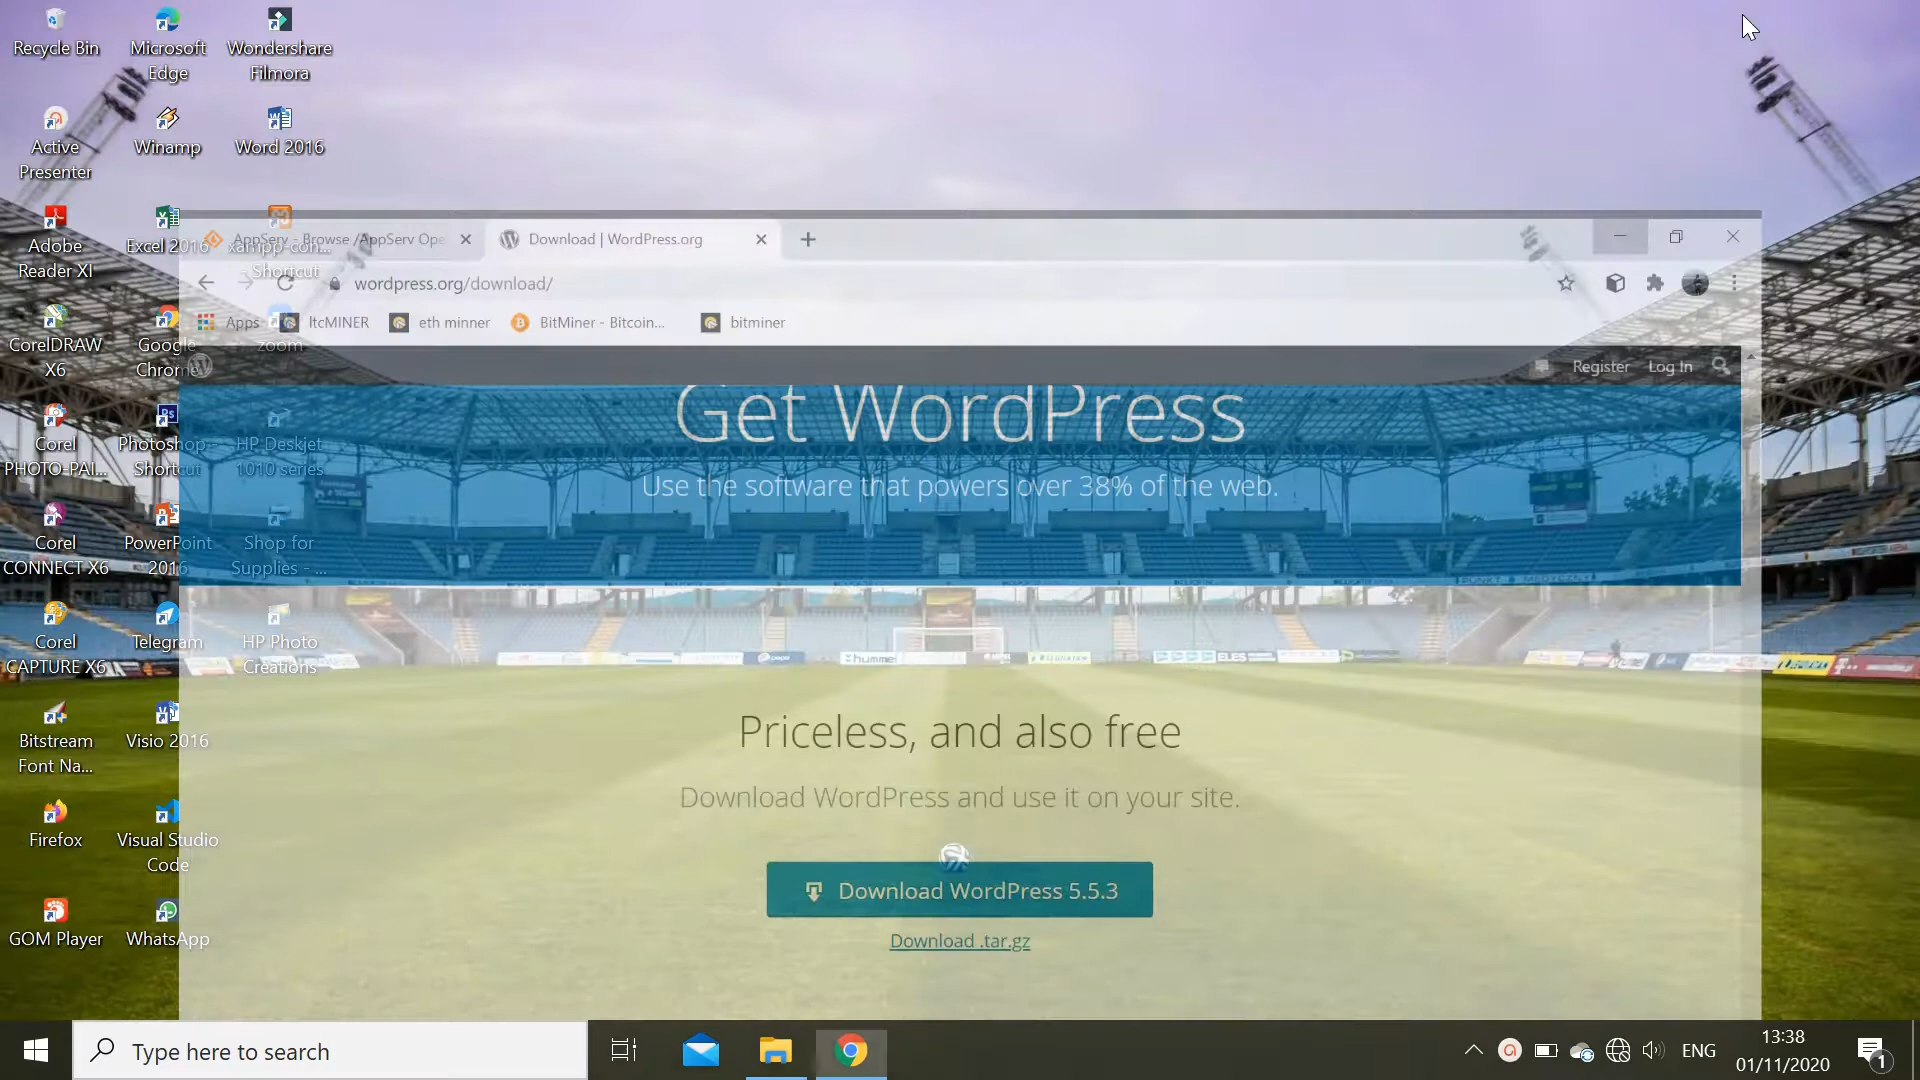 Recycle Bin
Microsoft
Edge
Wondershare
Filmora
Active
Presenter
Winamp
Word 2016
Adobe
Reader XI
Excel 2016
xampp-con...
- Shortcut
CorelDRAW
X6
Google
Chrome
zoom
Corel
PHOTO-PAI...
Photoshop -
Shortcut
HP Deskjet
1010 series
Corel
CONNECT X6
PowerPoint
2016
Shop for
Supplies - ...
Corel
CAPTURE X6
Telegram
HP Photo
Creations
Bitstream
Font Na...
Visio 2016
Firefox
Visual Studio
Code
GOM Player
WhatsApp
AppServ - Browse /AppServ Ope
Download | WordPress.org
wordpress.org/download/
Apps
ltcMINER
eth minner
BitMiner - Bitcoin...
bitminer
Register
Log In
Get WordPress
Use the software that powers over 38% of the web.
Priceless, and also free
Download WordPress and use it on your site.
Download WordPress 5.5.3
Download .tar.gz
Type here to search
ENG
13:38
01/11/2020
1